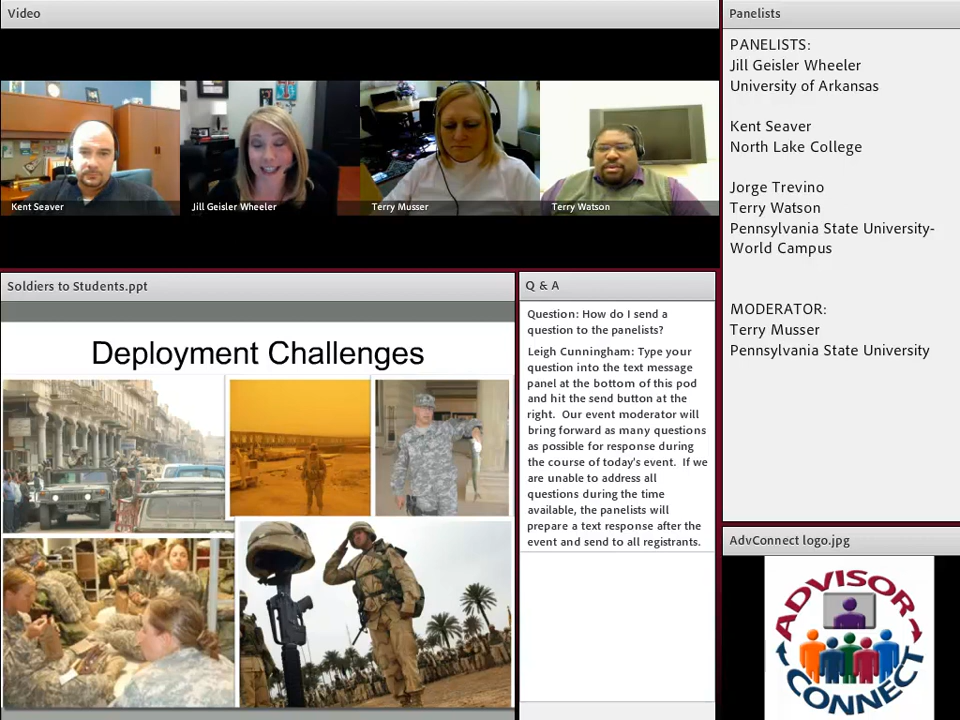 Video
Kent Seaver
Jill Geisler Wheeler
Terry Musser
Terry Watson
Soldiers to Students.ppt
Deployment Challenges
Q & A
Question: How do I send a
question to the panelists?
Leigh Cunningham: Type your
question into the text message
panel at the bottom of this pod
and hit the send button at the
right. Our event moderator will
bring forward as many questions
as possible for response during
the course of today's event. If we
are unable to address all
questions during the time
available, the panelists will
prepare a text response after the
event and send to all registrants.
Panelists
PANELISTS:
Jill Geisler Wheeler
University of Arkansas
Kent Seaver
North Lake College
Jorge Trevino
Terry Watson
Pennsylvania State University-
World Campus
MODERATOR:
Terry Musser
Pennsylvania State University
AdvConnect logo.jpg
ADVISOR
CONNECT